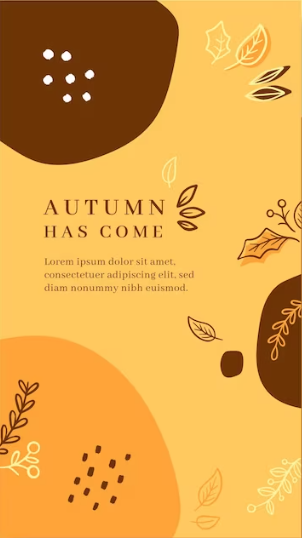 AUTUMN
HAS COME
Lorem ipsum dolor sit amet,
consectetuer adipiscing elit, sed
diam nonummy nibh euismod.